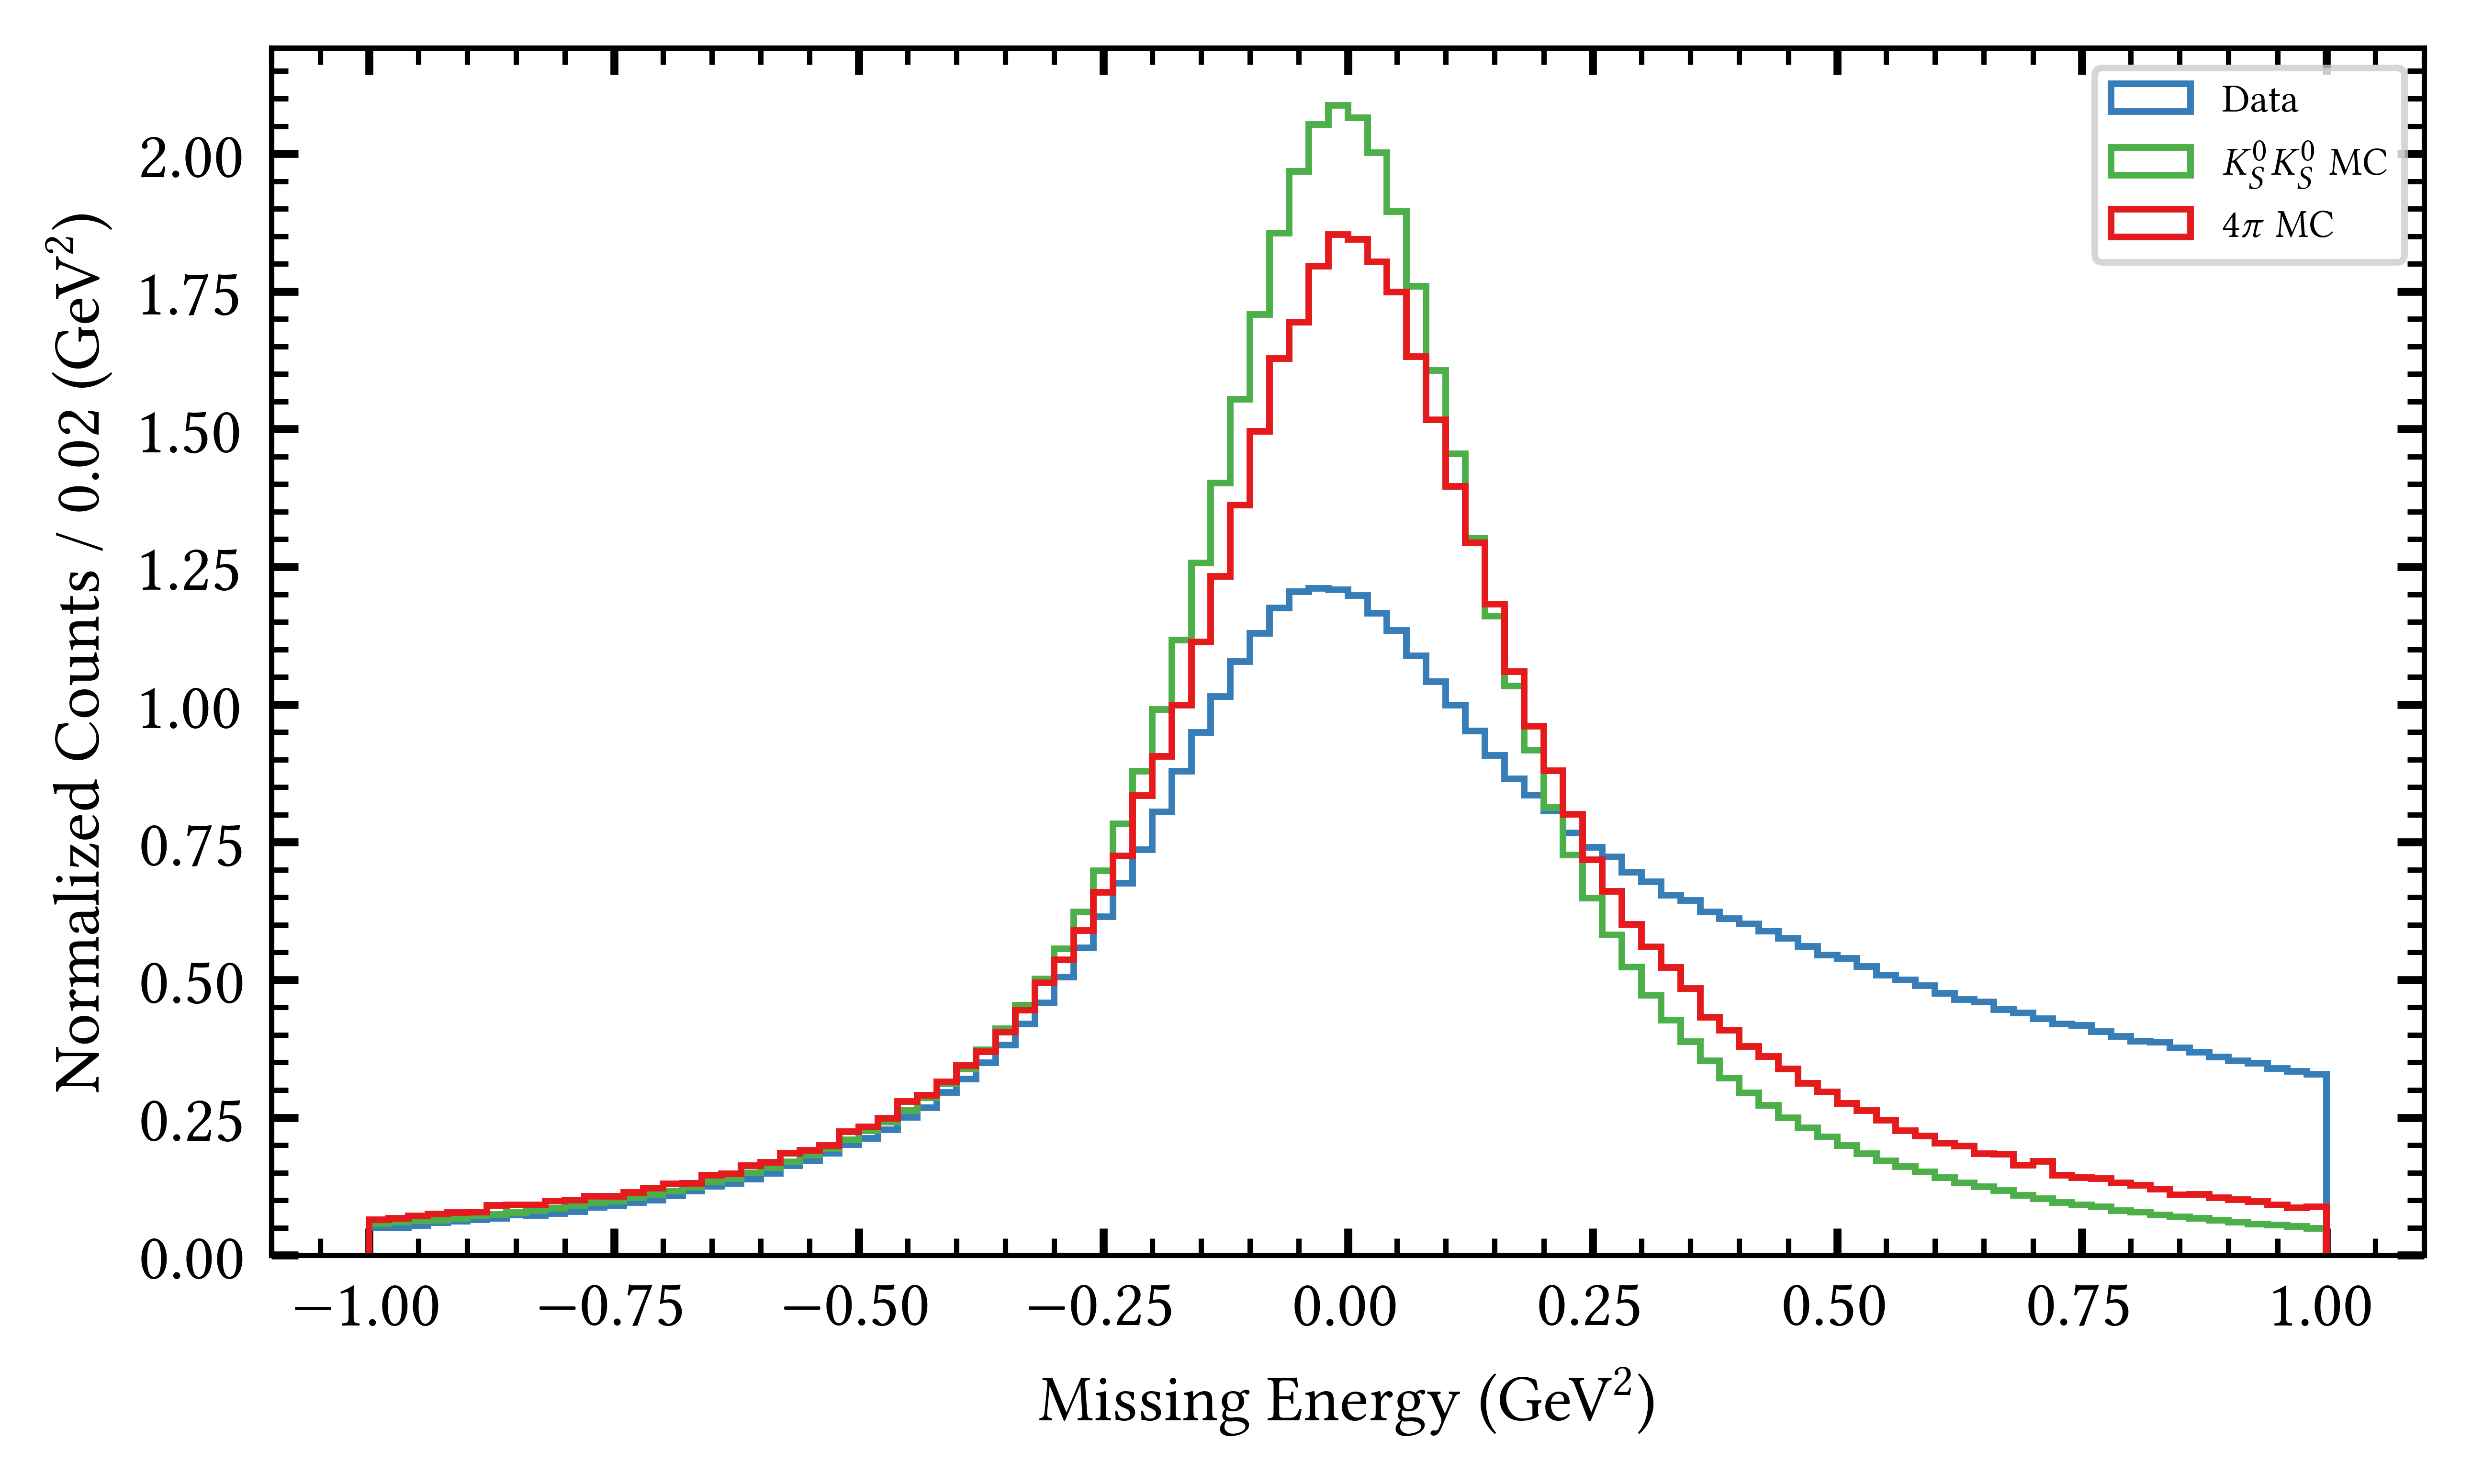 Normalized Counts / 0.02 (GeV²)
2.00
1.75
1.50
1.25
1.00
0.75
0.50
0.25
0.00
−1.00 −0.75 −0.50 −0.25 0.00 0.25 0.50 0.75 1.00
Missing Energy (GeV²)
Data
$K_S^0 K_S^0$ MC
4π MC